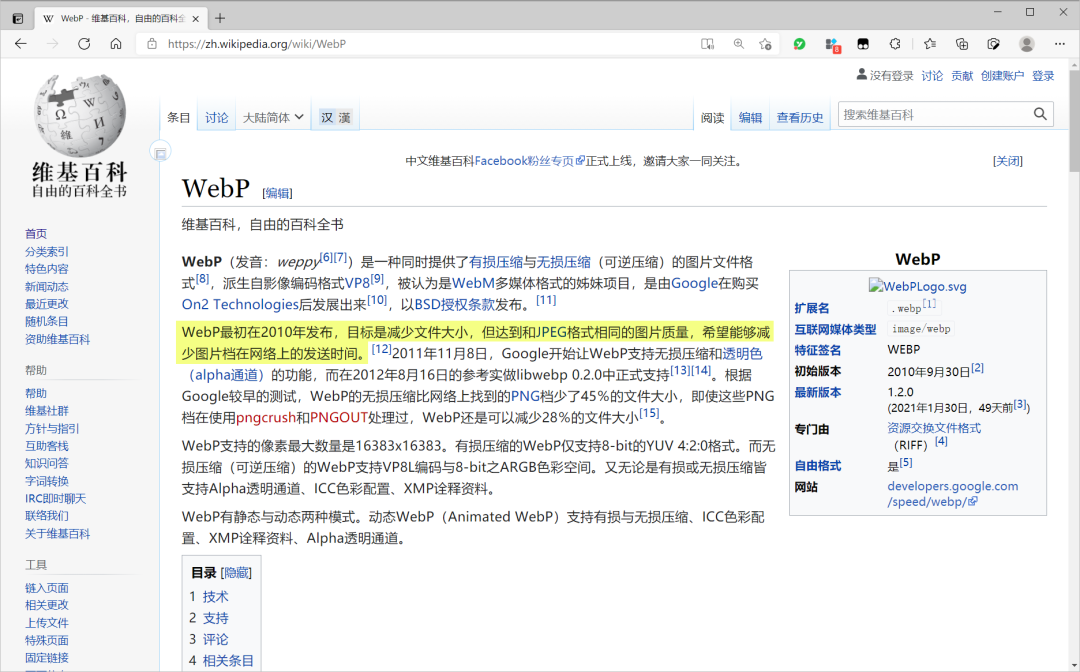 WebP - 维基百科，自由的百科全
https://zh.wikipedia.org/wiki/WebP
8
没有登录 讨论 贡献 创建账户 登录
条目 讨论 大陆简体 汉 漢 阅读 编辑 查看历史 搜索维基百科
维基百科
自由的百科全书
中文维基百科Facebook粉丝专页正式上线，邀请大家一同关注。 [关闭]
WebP [编辑]
维基百科，自由的百科全书
WebP（发音：weppy[6][7]）是一种同时提供了有损压缩与无损压缩（可逆压缩）的图片文件格
式[8]，派生自影像编码格式VP8[9]，被认为是WebM多媒体格式的姊妹项目，是由Google在购买
On2 Technologies后发展出来[10]，以BSD授权条款发布。[11]
WebP最初在2010年发布，目标是减少文件大小，但达到和JPEG格式相同的图片质量，希望能够减
少图片档在网络上的发送时间。[12]2011年11月8日，Google开始让WebP支持无损压缩和透明色
（alpha通道）的功能，而在2012年8月16日的参考实做libwebp 0.2.0中正式支持[13][14]。根据
Google较早的测试，WebP的无损压缩比网络上找到的PNG档少了45％的文件大小，即使这些PNG
档在使用pngcrush和PNGOUT处理过，WebP还是可以减少28％的文件大小[15]。
WebP支持的像素最大数量是16383x16383。有损压缩的WebP仅支持8-bit的YUV 4:2:0格式。而无
损压缩（可逆压缩）的WebP支持VP8L编码与8-bit之ARGB色彩空间。又无论是有损或无损压缩皆
支持Alpha透明通道、ICC色彩配置、XMP诠释资料。
WebP有静态与动态两种模式。动态WebP（Animated WebP）支持有损与无损压缩、ICC色彩配
置、XMP诠释资料、Alpha透明通道。
目录 [隐藏]
1 技术
2 支持
3 评论
4 相关条目
WebP
WebPLogo.svg
扩展名 .webp[1]
互联网媒体类型 image/webp
特征签名 WEBP
初始版本 2010年9月30日[2]
最新版本 1.2.0
(2021年1月30日，49天前[3])
专门由 资源交换文件格式
（RIFF）[4]
自由格式 是[5]
网站 developers.google.com
/speed/webp/
首页
分类索引
特色内容
新闻动态
最近更改
随机条目
资助维基百科
帮助
帮助
维基社群
方针与指引
互助客栈
知识问答
字词转换
IRC即时聊天
联络我们
关于维基百科
工具
链入页面
相关更改
上传文件
特殊页面
固定链接